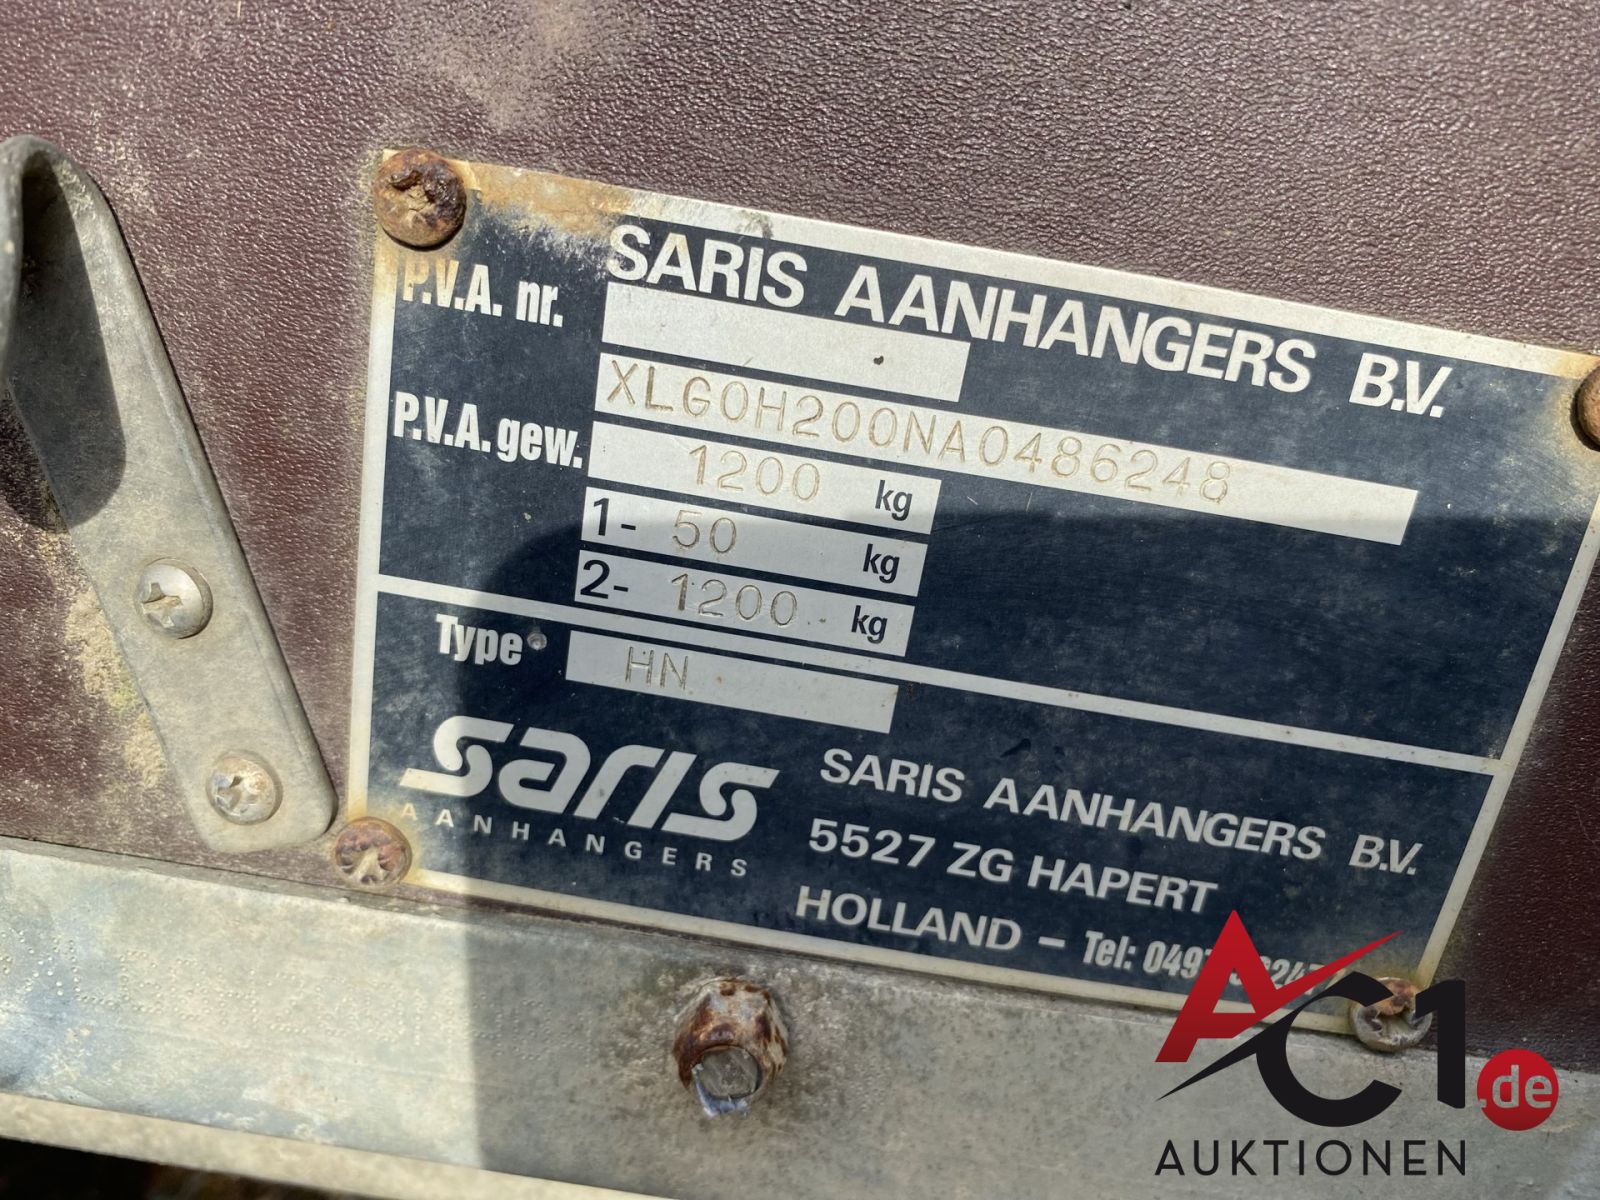 SARIS AANHANGERS B.V.
P.V.A. nr.
XLG0H200NA0486248
P.V.A. gew. 1200 kg
1- 50 kg
2- 1200 kg
Type HN
saris
AANHANGERS
SARIS AANHANGERS B.V.
5527 ZG HAPERT
HOLLAND - Tel:
AC1.de
AUKTIONEN